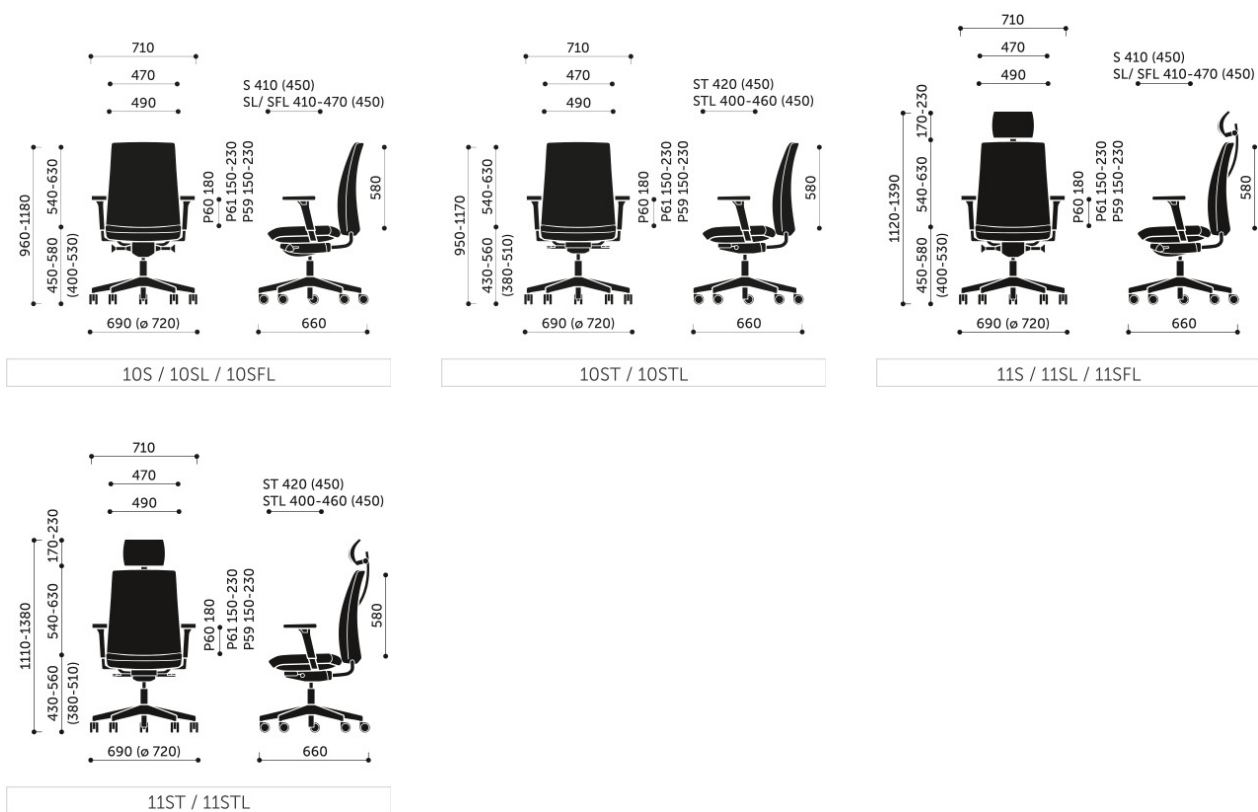 710
470
490
S 410 (450)
SL/ SFL 410-470 (450)
960-1180
540-630
450-580
(400-530)
P60 180
P61 150-230
P59 150-230
580
690 (ø 720)
660
10S / 10SL / 10SFL
710
470
490
ST 420 (450)
STL 400-460 (450)
950-1170
540-630
430-560
(380-510)
P60 180
P61 150-230
P59 150-230
580
690 (ø 720)
660
10ST / 10STL
710
470
490
S 410 (450)
SL/ SFL 410-470 (450)
1120-1390
170-230
540-630
450-580
(400-530)
P60 180
P61 150-230
P59 150-230
580
690 (ø 720)
660
11S / 11SL / 11SFL
710
470
490
ST 420 (450)
STL 400-460 (450)
1110-1380
170-230
540-630
430-560
(380-510)
P60 180
P61 150-230
P59 150-230
580
690 (ø 720)
660
11ST / 11STL